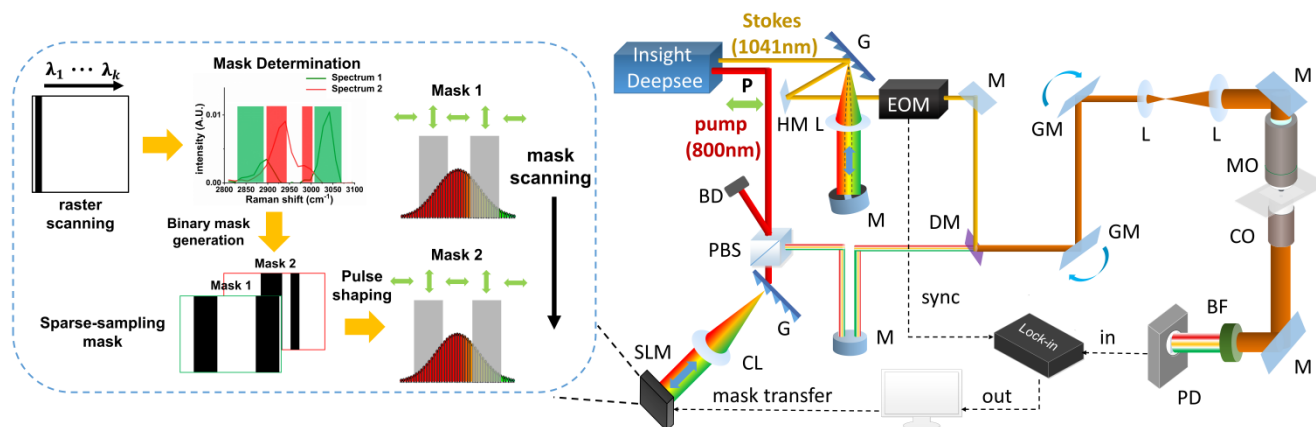 λ₁ ··· λₖ
raster scanning
Mask Determination
Spectrum 1
Spectrum 2
intensity (A.U.)
0.01
0.00
2800 2850 2900 2950 3000 3050 3100
Raman shift (cm⁻¹)
Binary mask
generation
Mask 2
Mask 1
Sparse-sampling
mask
Pulse
shaping
Mask 1
Mask 2
mask
scanning
Insight
Deepsee
Stokes
(1041nm)
P
pump
(800nm)
G
HM
L
EOM
M
M
BD
PBS
DM
G
M
SLM
CL
mask transfer
sync
Lock-in
in
out
GM
GM
L
L
M
MO
CO
BF
PD
M